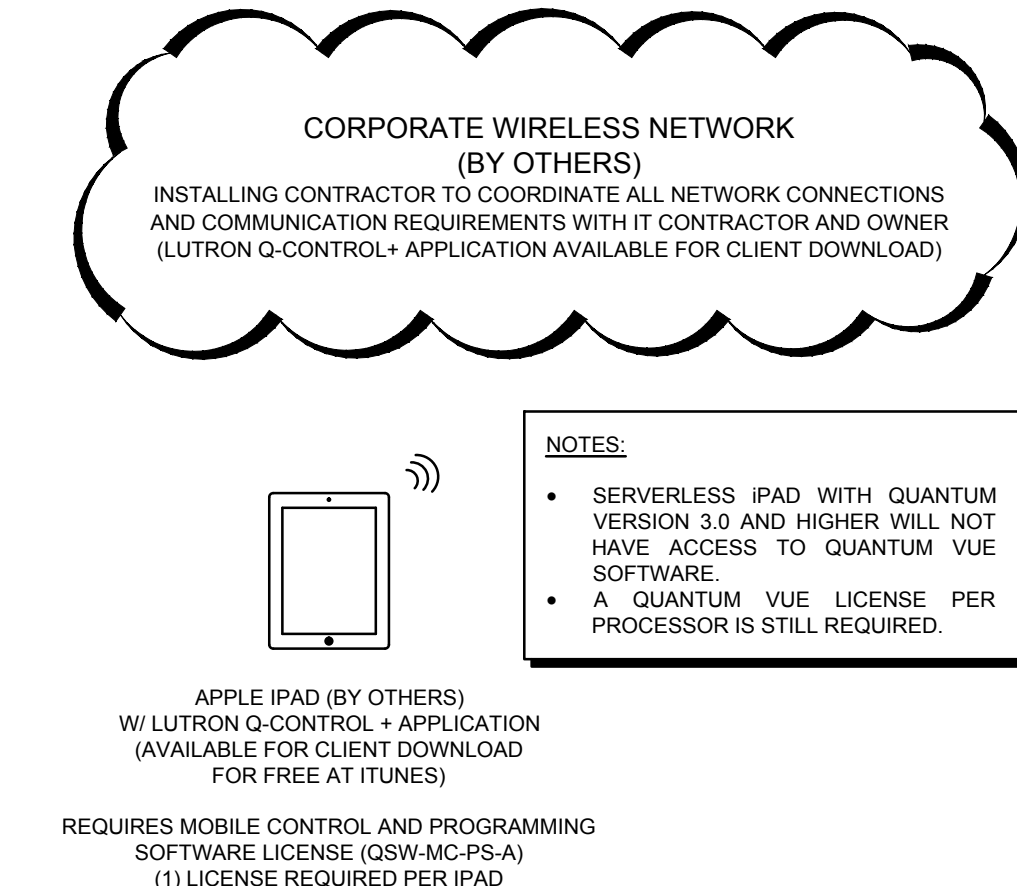 CORPORATE WIRELESS NETWORK
(BY OTHERS)
INSTALLING CONTRACTOR TO COORDINATE ALL NETWORK CONNECTIONS
AND COMMUNICATION REQUIREMENTS WITH IT CONTRACTOR AND OWNER
(LUTRON Q-CONTROL+ APPLICATION AVAILABLE FOR CLIENT DOWNLOAD)
NOTES:
• SERVERLESS iPAD WITH QUANTUM
VERSION 3.0 AND HIGHER WILL NOT
HAVE ACCESS TO QUANTUM VUE
SOFTWARE.
• A QUANTUM VUE LICENSE PER
PROCESSOR IS STILL REQUIRED.
APPLE IPAD (BY OTHERS)
W/ LUTRON Q-CONTROL + APPLICATION
(AVAILABLE FOR CLIENT DOWNLOAD
FOR FREE AT ITUNES)
REQUIRES MOBILE CONTROL AND PROGRAMMING
SOFTWARE LICENSE (QSW-MC-PS-A)
(1) LICENSE REQUIRED PER IPAD